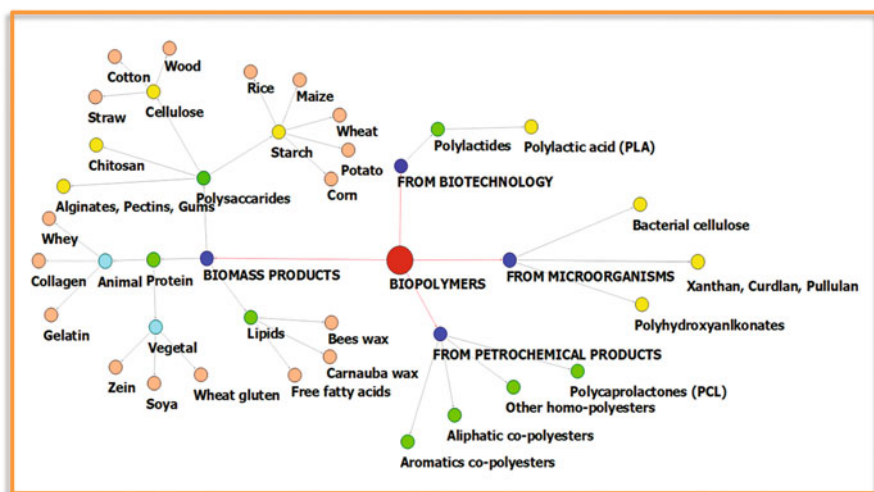 Wood
Cotton
Straw
Cellulose
Rice
Maize
Wheat
Starch
Potato
Corn
Chitosan
Polysaccarides
Alginates, Pectins, Gums
Polylactides
Polylactic acid (PLA)
FROM BIOTECHNOLOGY
Whey
Collagen
Animal
Protein
BIOMASS PRODUCTS
BIOPOLYMERS
FROM MICROORGANISMS
Bacterial cellulose
Xanthan, Curdlan, Pullulan
Polyhydroxyanlkonates
Gelatin
Vegetal
Zein
Soya
Wheat gluten
Lipids
Bees wax
Carnauba wax
Free fatty acids
FROM PETROCHEMICAL PRODUCTS
Polycaprolactones (PCL)
Other homo-polyesters
Aliphatic co-polyesters
Aromatics co-polyesters